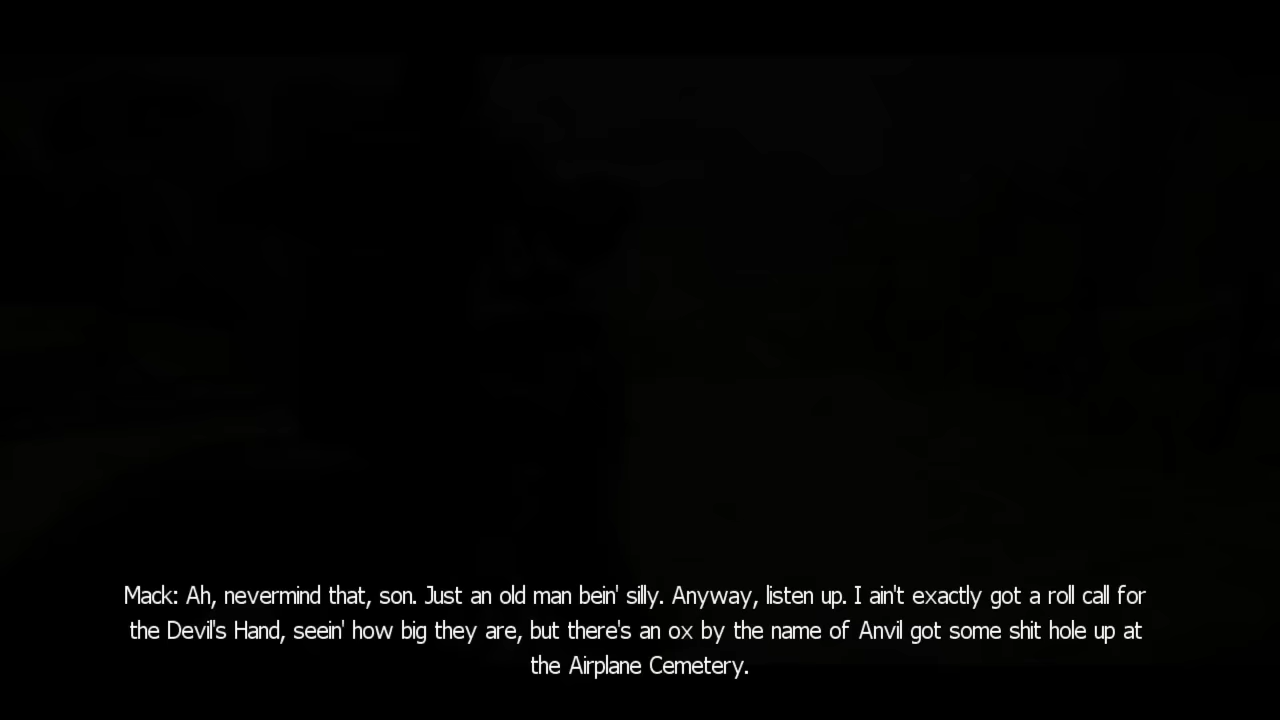 Mack: Ah, nevermind that, son. Just an old man bein' silly. Anyway, listen up. I ain't exactly got a roll call for
the Devil's Hand, seein' how big they are, but there's an ox by the name of Anvil got some shit hole up at
the Airplane Cemetery.